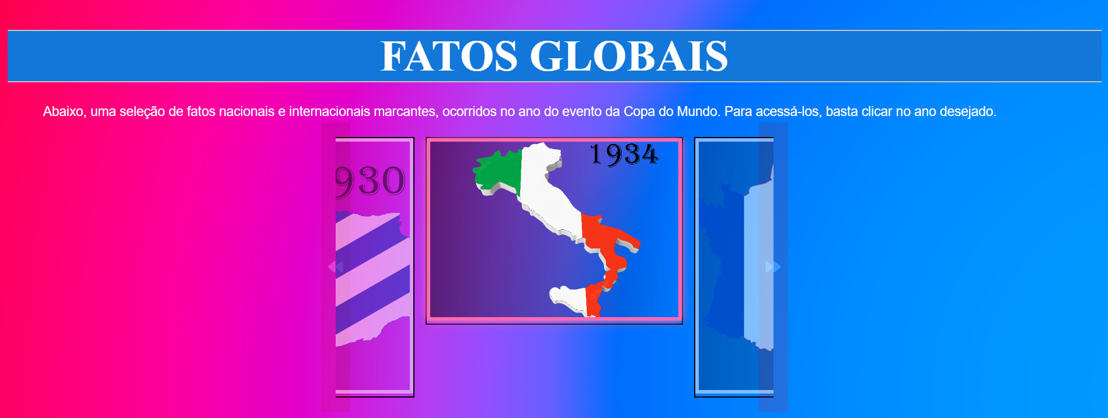 FATOS GLOBAIS
Abaixo, uma seleção de fatos nacionais e internacionais marcantes, ocorridos no ano do evento da Copa do Mundo. Para acessá-los, basta clicar no ano desejado.
930
1934